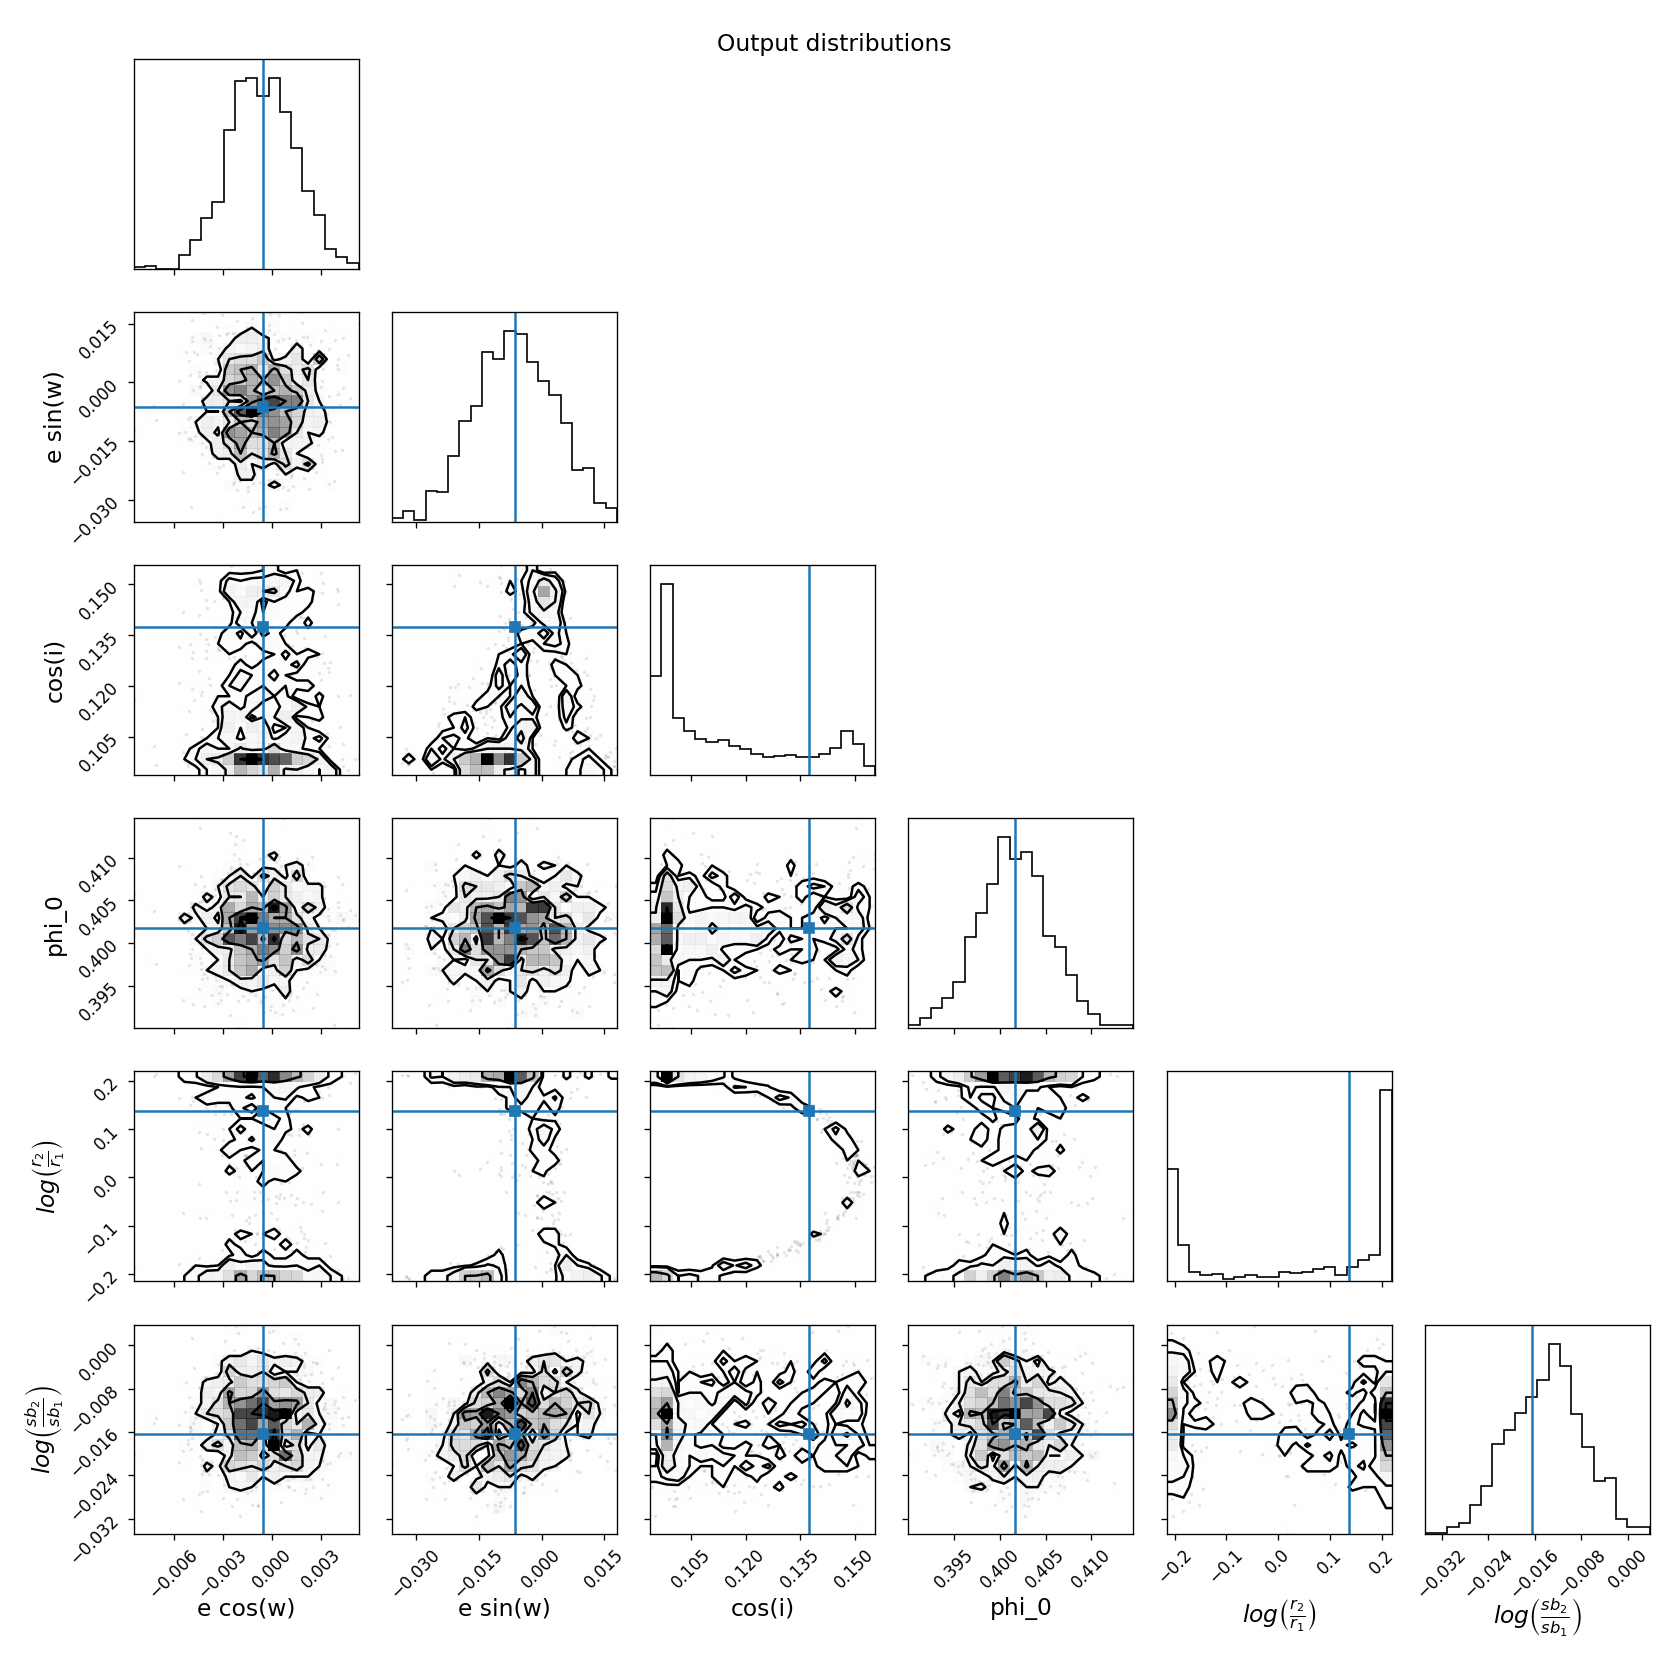 Output distributions
0.015
0.000
−0.015
−0.030
e sin(w)
0.150
0.135
0.120
0.105
cos(i)
0.410
0.405
0.400
0.395
phi_0
0.2
0.1
0.0
−0.1
−0.2
log(r₂/r₁)
0.000
−0.008
−0.016
−0.024
−0.032
log(sb₂/sb₁)
−0.006 −0.003 0.000 0.003
−0.030 −0.015 0.000 0.015
0.105 0.120 0.135 0.150
0.395 0.400 0.405 0.410
−0.2 −0.1 0.0 0.1 0.2
−0.032 −0.024 −0.016 −0.008 0.000
e cos(w) e sin(w) cos(i) phi_0 log(r₂/r₁) log(sb₂/sb₁)